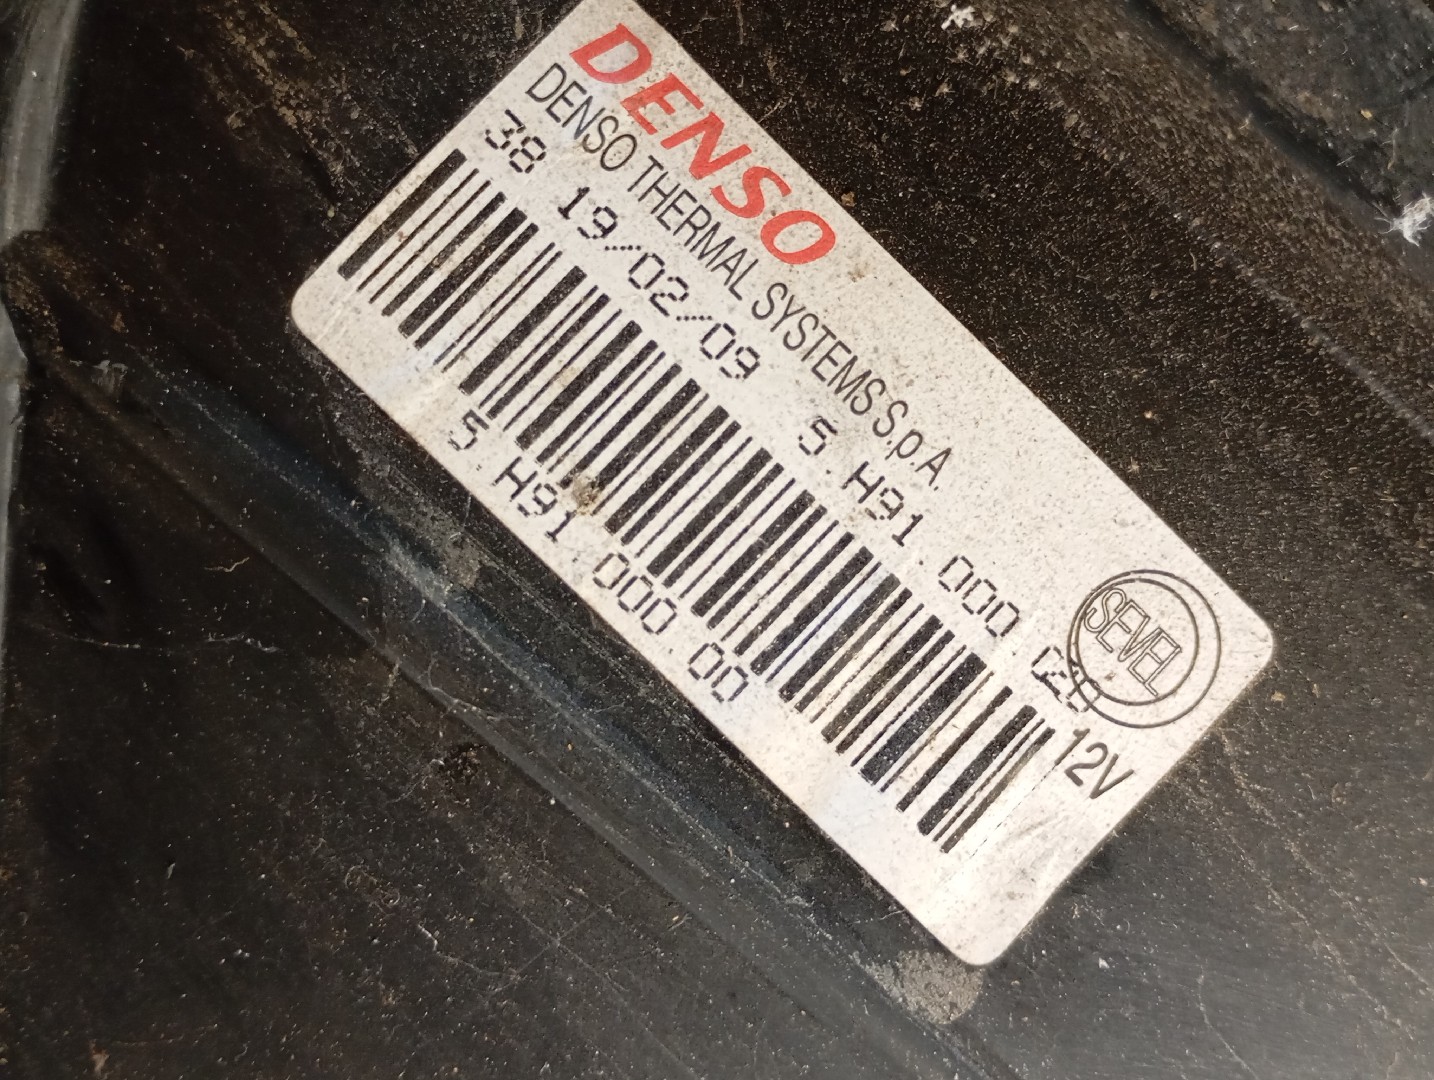 DENSO
DENSO THERMAL SYSTEMS S.p.A.
38 19/02/09 5.H91.000
SEVEL
12V
5.H91.000.00